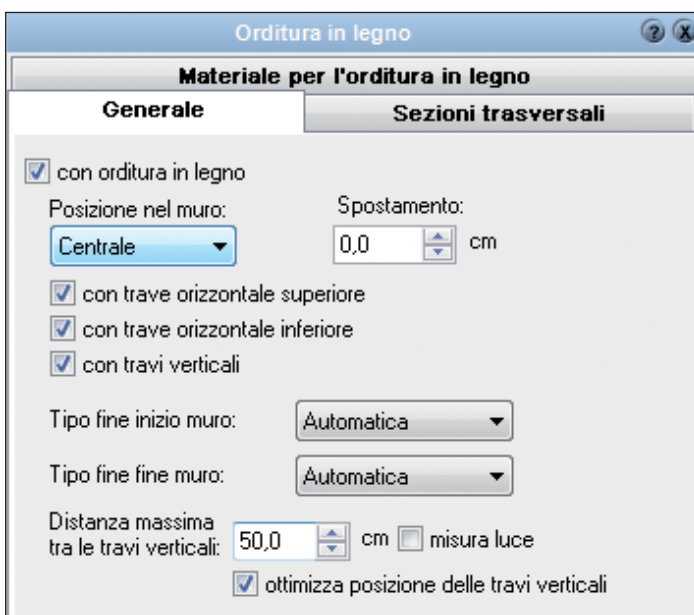 Orditura in legno
Materiale per l'orditura in legno
Generale
Sezioni trasversali
con orditura in legno
Posizione nel muro:
Spostamento:
Centrale
0,0
cm
con trave orizzontale superiore
con trave orizzontale inferiore
con travi verticali
Tipo fine inizio muro:
Automatica
Tipo fine fine muro:
Automatica
Distanza massima
tra le travi verticali:
50,0
cm
misura luce
ottimizza posizione delle travi verticali